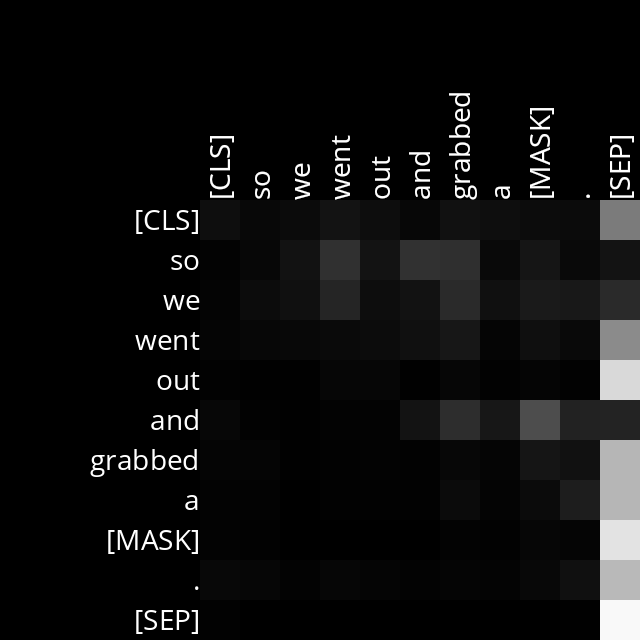 [CLS] so we went out and grabbed a [MASK] . [SEP]
[CLS]
so
we
went
out
and
grabbed
a
[MASK]
.
[SEP]